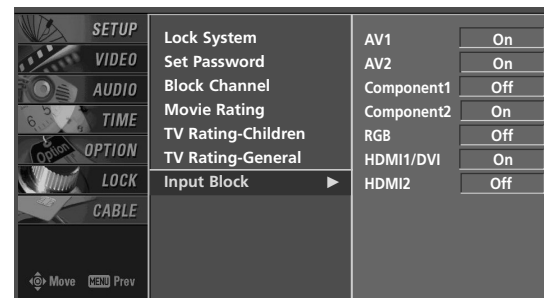 SETUP
VIDEO
AUDIO
TIME
OPTION
LOCK
CABLE
Move MENU Prev
Lock System
Set Password
Block Channel
Movie Rating
TV Rating-Children
TV Rating-General
Input Block ▶
AV1 On
AV2 On
Component1 Off
Component2 On
RGB Off
HDMI1/DVI On
HDMI2 Off